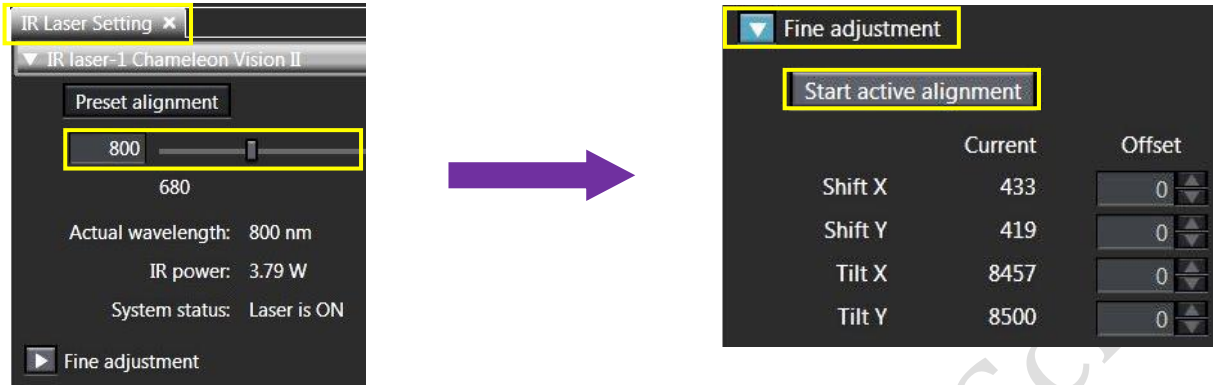 IR Laser Setting ×
IR laser-1 Chameleon Vision II
Preset alignment
800
680
Actual wavelength: 800 nm
IR power: 3.79 W
System status: Laser is ON
Fine adjustment
Fine adjustment
Start active alignment
Current Offset
Shift X 433 0
Shift Y 419 0
Tilt X 8457 0
Tilt Y 8500 0